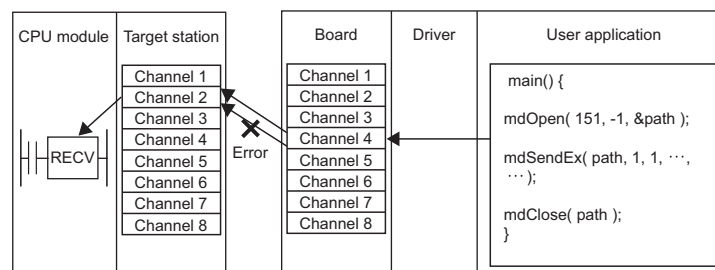 CPU module
Target station
Board
Driver
User application
Channel 1
Channel 2
Channel 3
Channel 4
Channel 5
Channel 6
Channel 7
Channel 8
RECV
Error
Channel 1
Channel 2
Channel 3
Channel 4
Channel 5
Channel 6
Channel 7
Channel 8
main() {
mdOpen( 151, -1, &path );
mdSendEx( path, 1, 1, ⋯,
⋯ );
mdClose( path );
}